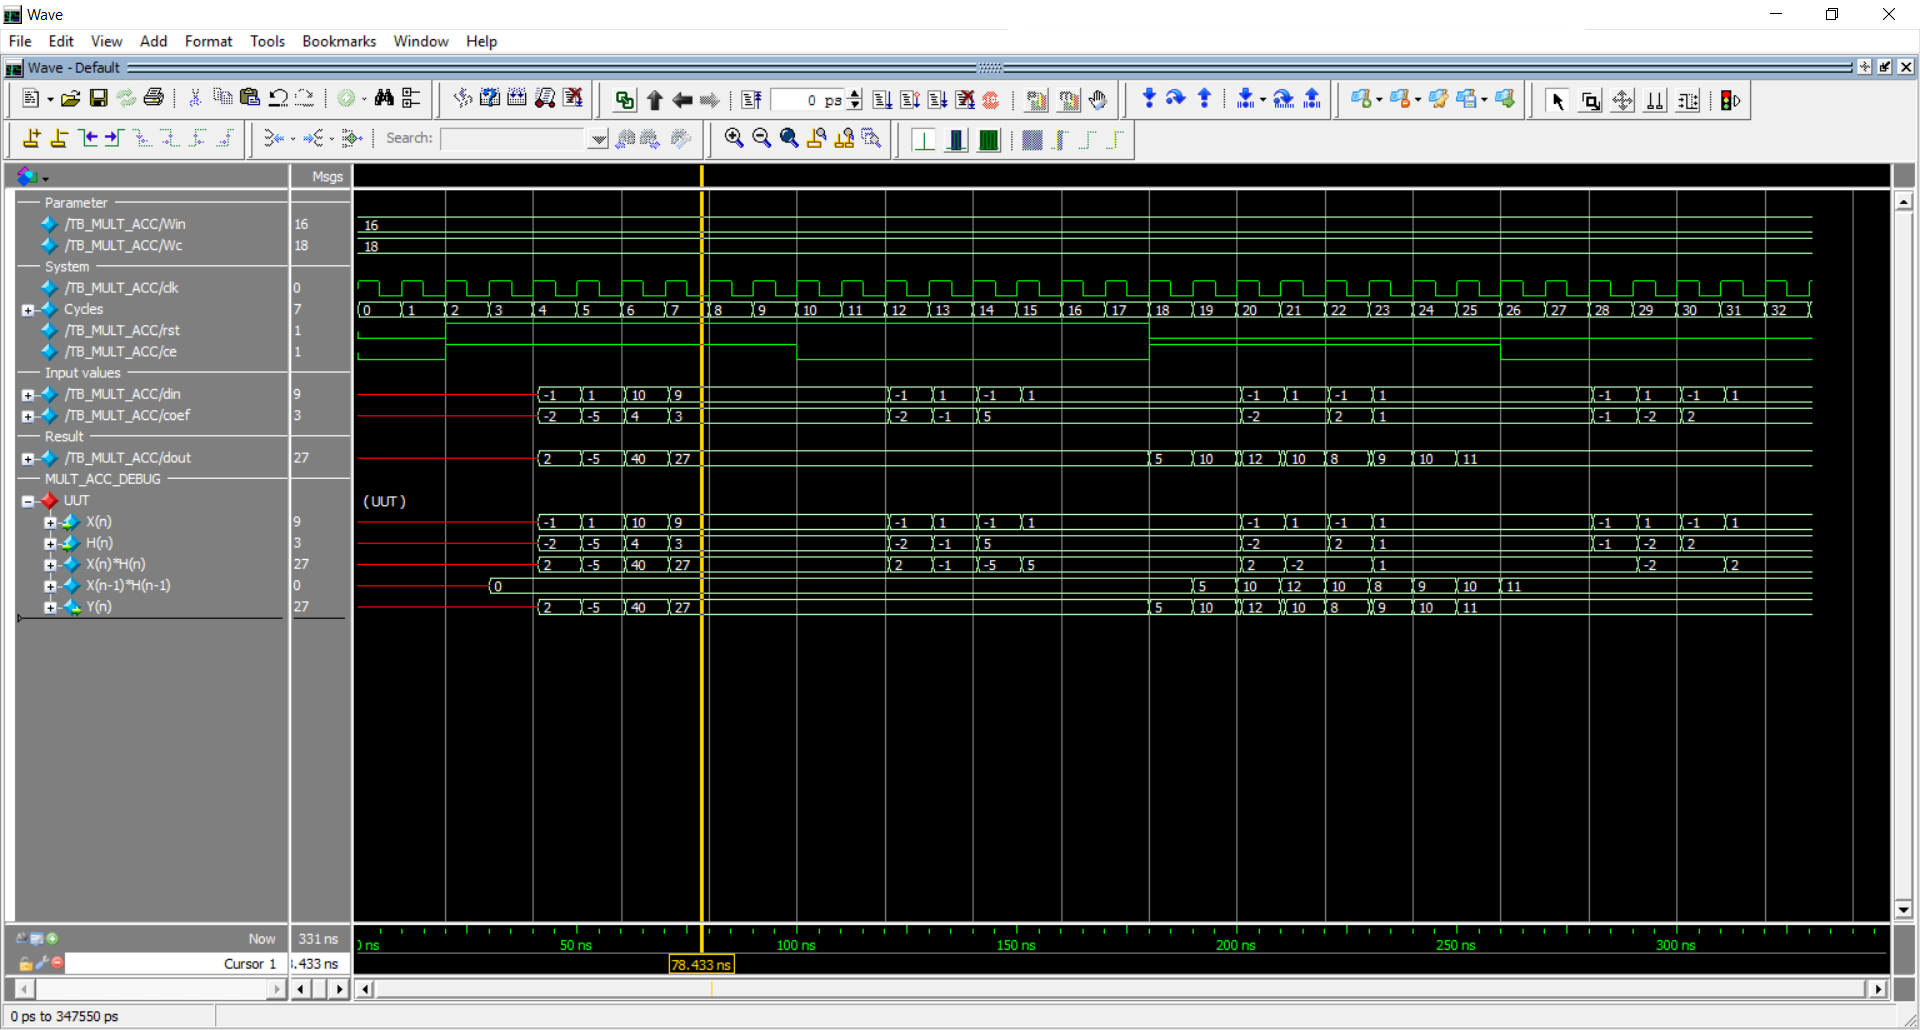 Wave
File Edit View Add Format Tools Bookmarks Window Help
Wave - Default
0 ps
Search:
Msgs
Parameter
/TB_MULT_ACC/Win 16 16
/TB_MULT_ACC/Wc 18 18
System
/TB_MULT_ACC/clk 0
Cycles 7 0 1 2 3 4 5 6 7 8 9 10 11 12 13 14 15 16 17 18 19 20 21 22 23 24 25 26 27 28 29 30 31 32
/TB_MULT_ACC/rst 1
/TB_MULT_ACC/ce 1
Input values
/TB_MULT_ACC/din 9 -1 1 10 9 -1 1 -1 1 -1 1 -1 1 -1 1 -1 1
/TB_MULT_ACC/coef 3 -2 -5 4 3 -2 -1 5 -2 2 1 -1 -2 2
Result
/TB_MULT_ACC/dout 27 2 -5 40 27 5 10 12 10 8 9 10 11
MULT_ACC_DEBUG
UUT (UUT)
X(n) 9 -1 1 10 9 -1 1 -1 1 -1 1 -1 1 -1 1 -1 1
H(n) 3 -2 -5 4 3 -2 -1 5 -2 2 1 -1 -2 2
X(n)*H(n) 27 2 -5 40 27 2 -1 -5 5 2 -2 1 -2 2
X(n-1)*H(n-1) 0 0 5 10 12 10 8 9 10 11
Y(n) 27 2 -5 40 27 5 10 12 10 8 9 10 11
Now 331 ns ns 50 ns 100 ns 150 ns 200 ns 250 ns 300 ns
Cursor 1 .433 ns 78.433 ns
0 ps to 347550 ps